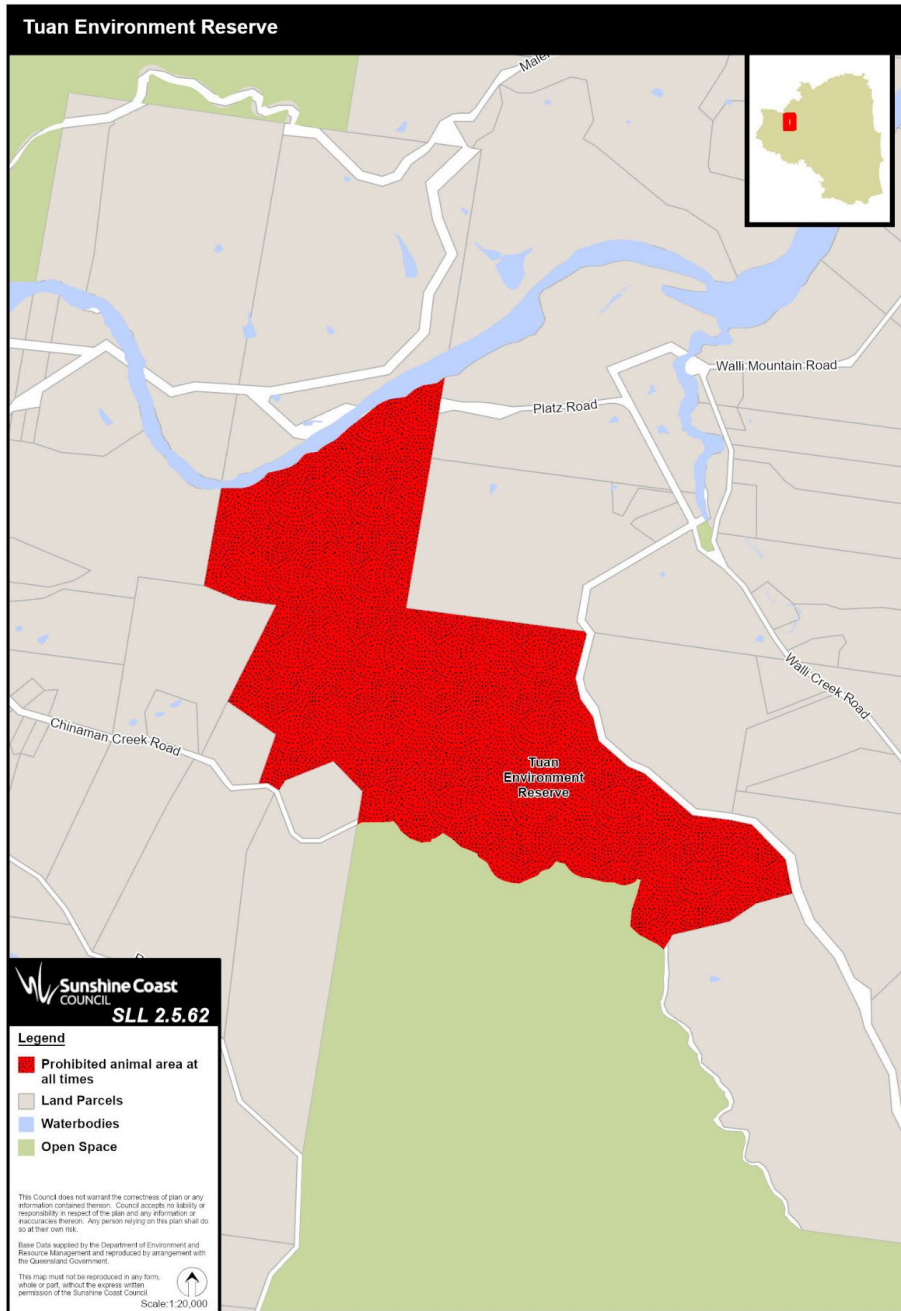 Tuan Environment Reserve
Platz Road
Walli Mountain Road
Walli Creek Road
Chinaman Creek Road
Tuan
Environment
Reserve
Sunshine Coast
COUNCIL
SLL 2.5.62
Legend
Prohibited animal area at
all times
Land Parcels
Waterbodies
Open Space
This Council does not warrant the correctness of plan or any
information contained thereon. Council accepts no liability or
responsibility in respect of the plan and any information or
inaccuracies thereon. Any person relying on this plan shall do
so at their own risk.
Base Data supplied by the Department of Environment and
Resource Management and reproduced by arrangement with
the Queensland Government.
This map must not be reproduced in any form,
whole or part, without the express written
permission of the Sunshine Coast Council.
Scale:1:20,000